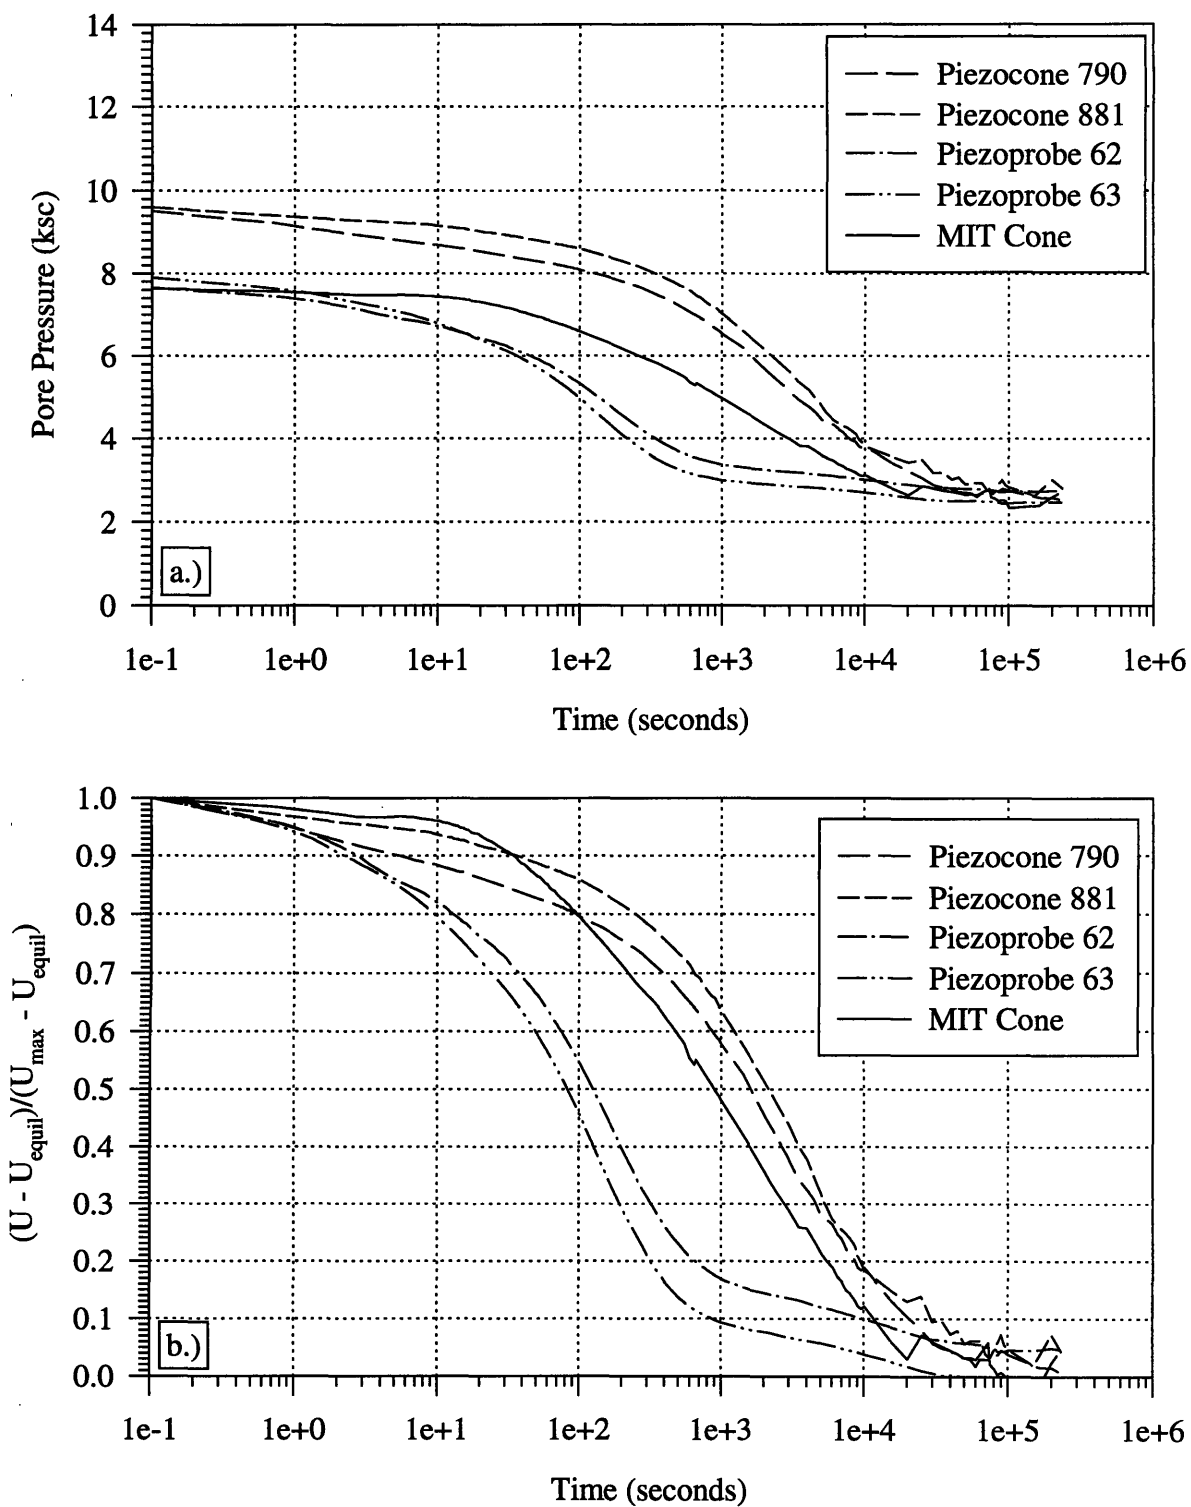 14
12
10
8
6
4
2
0
Pore Pressure (ksc)
Piezocone 790
Piezocone 881
Piezoprobe 62
Piezoprobe 63
MIT Cone
a.)
1e-1 1e+0 1e+1 1e+2 1e+3 1e+4 1e+5 1e+6
Time (seconds)
1.0
0.9
0.8
0.7
0.6
0.5
0.4
0.3
0.2
0.1
0.0
(U - Uequil)/(Umax - Uequil)
Piezocone 790
Piezocone 881
Piezoprobe 62
Piezoprobe 63
MIT Cone
b.)
1e-1 1e+0 1e+1 1e+2 1e+3 1e+4 1e+5 1e+6
Time (seconds)